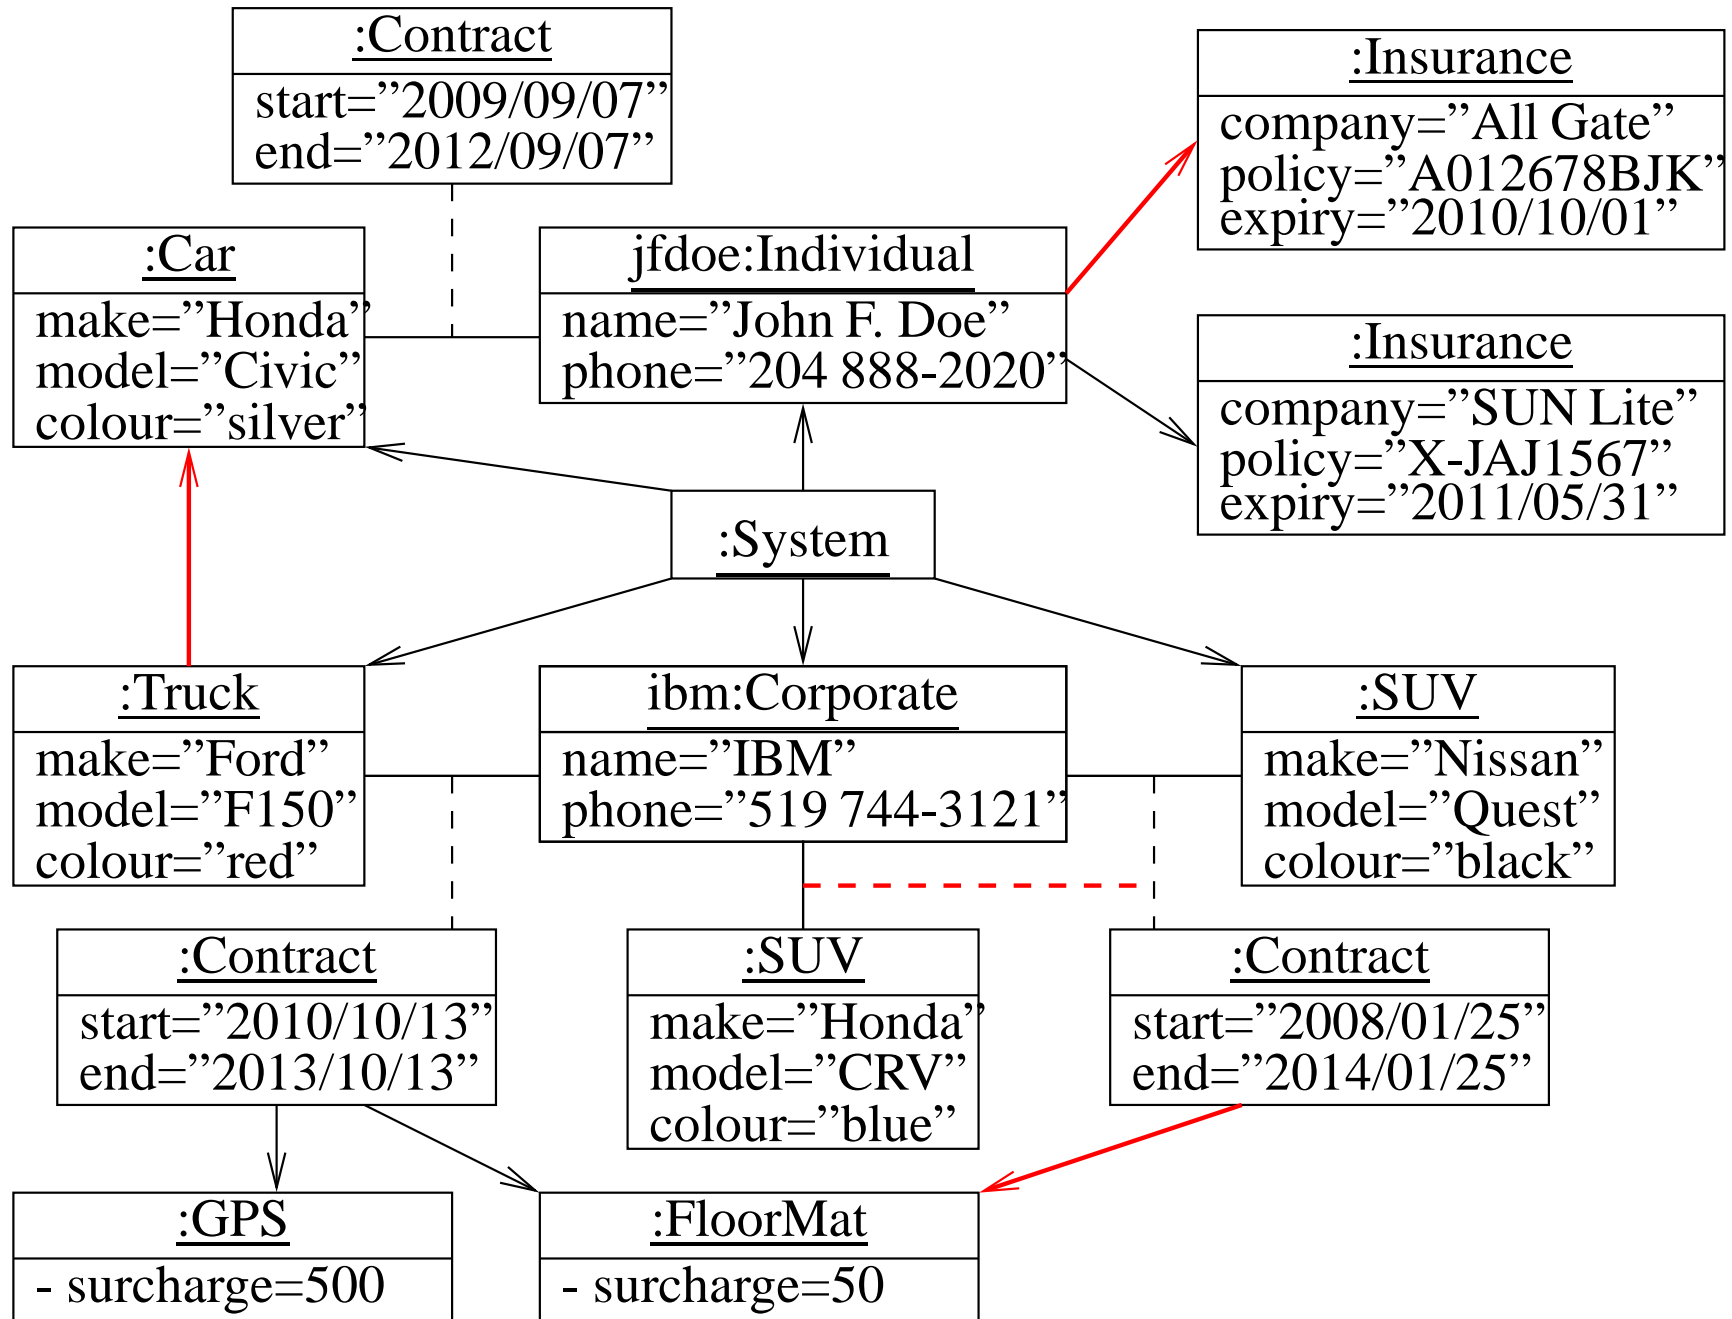 :Contract
start=”2009/09/07”
end=”2012/09/07”
:Insurance
company=”All Gate”
policy=”A012678BJK”
expiry=”2010/10/01”
:Car
make=”Honda”
model=”Civic”
colour=”silver”
jfdoe:Individual
name=”John F. Doe”
phone=”204 888-2020”
:Insurance
company=”SUN Lite”
policy=”X-JAJ1567”
expiry=”2011/05/31”
:System
:Truck
make=”Ford”
model=”F150”
colour=”red”
ibm:Corporate
name=”IBM”
phone=”519 744-3121”
:SUV
make=”Nissan”
model=”Quest”
colour=”black”
:Contract
start=”2010/10/13”
end=”2013/10/13”
:SUV
make=”Honda”
model=”CRV”
colour=”blue”
:Contract
start=”2008/01/25”
end=”2014/01/25”
:GPS
- surcharge=500
:FloorMat
- surcharge=50